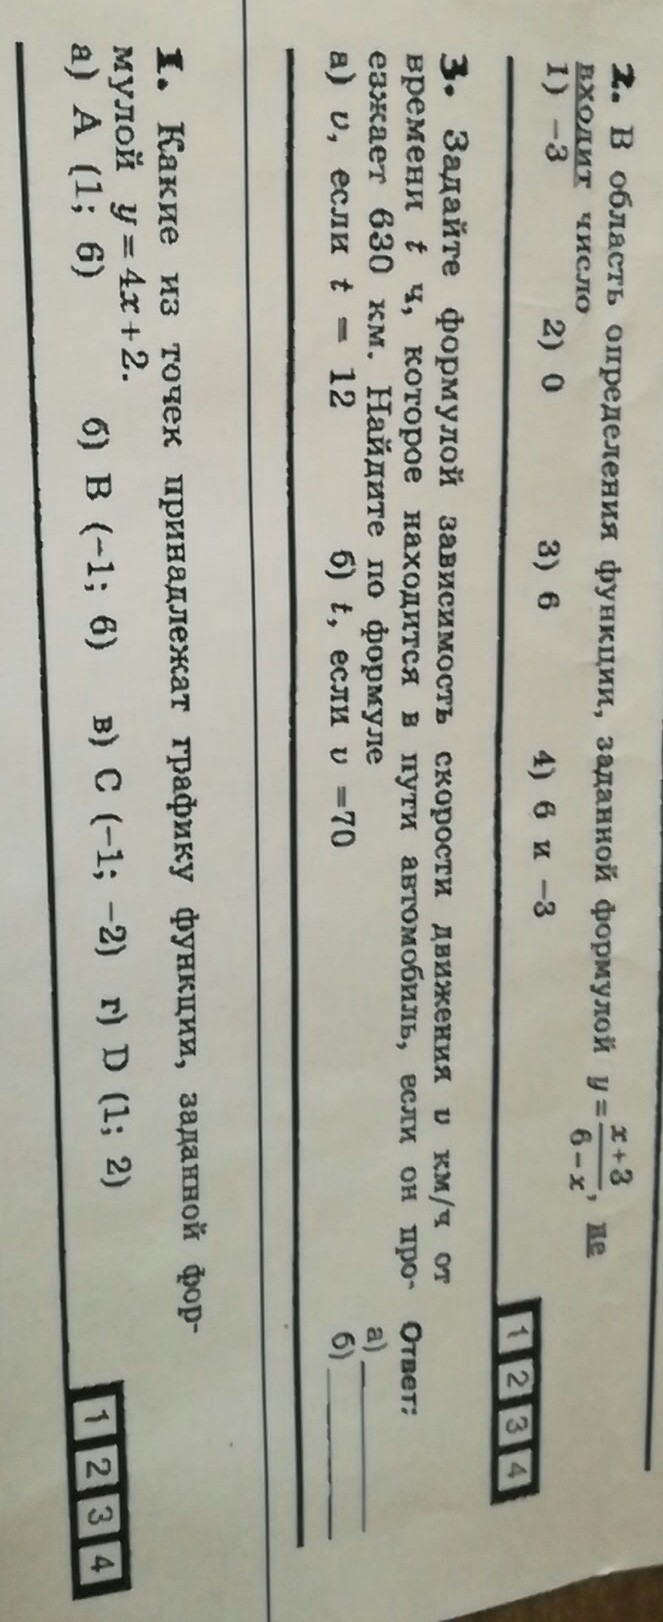 2. В область определения функции, заданной формулой y = x+3 / 6−x, не
входит число
1) −3 2) 0 3) 6 4) 6 и −3
1 2 3 4
3. Задайте формулой зависимость скорости движения v км/ч от
времени t ч, которое находится в пути автомобиль, если он про-
езжает 630 км. Найдите по формуле
а) v, если t = 12 б) t, если v =70
Ответ:
а)
б)
1. Какие из точек принадлежат графику функции, заданной фор-
мулой y = 4x + 2.
а) A (1; 6) б) B (−1; 6) в) C (−1; −2) г) D (1; 2)
1 2 3 4